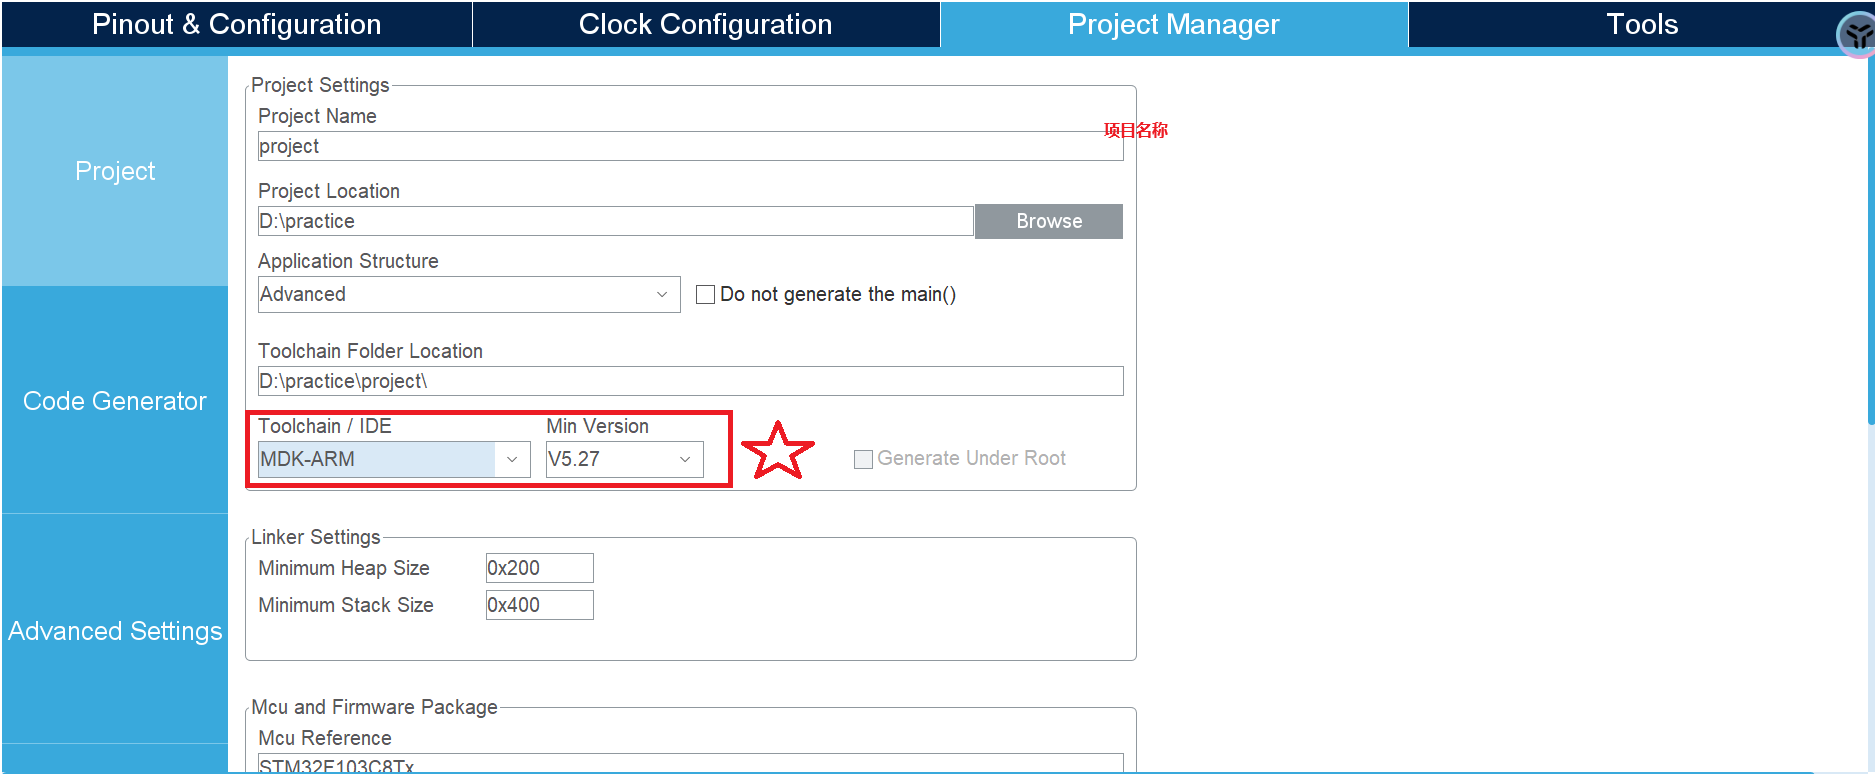 Pinout & Configuration
Clock Configuration
Project Manager
Tools
Project
Code Generator
Advanced Settings
Project Settings
Project Name
项目名称
project
Project Location
D:\practice
Browse
Application Structure
Advanced
Do not generate the main()
Toolchain Folder Location
D:\practice\project\
Toolchain / IDE
Min Version
MDK-ARM
V5.27
Generate Under Root
Linker Settings
Minimum Heap Size
0x200
Minimum Stack Size
0x400
Mcu and Firmware Package
Mcu Reference
STM32F103C8Tx